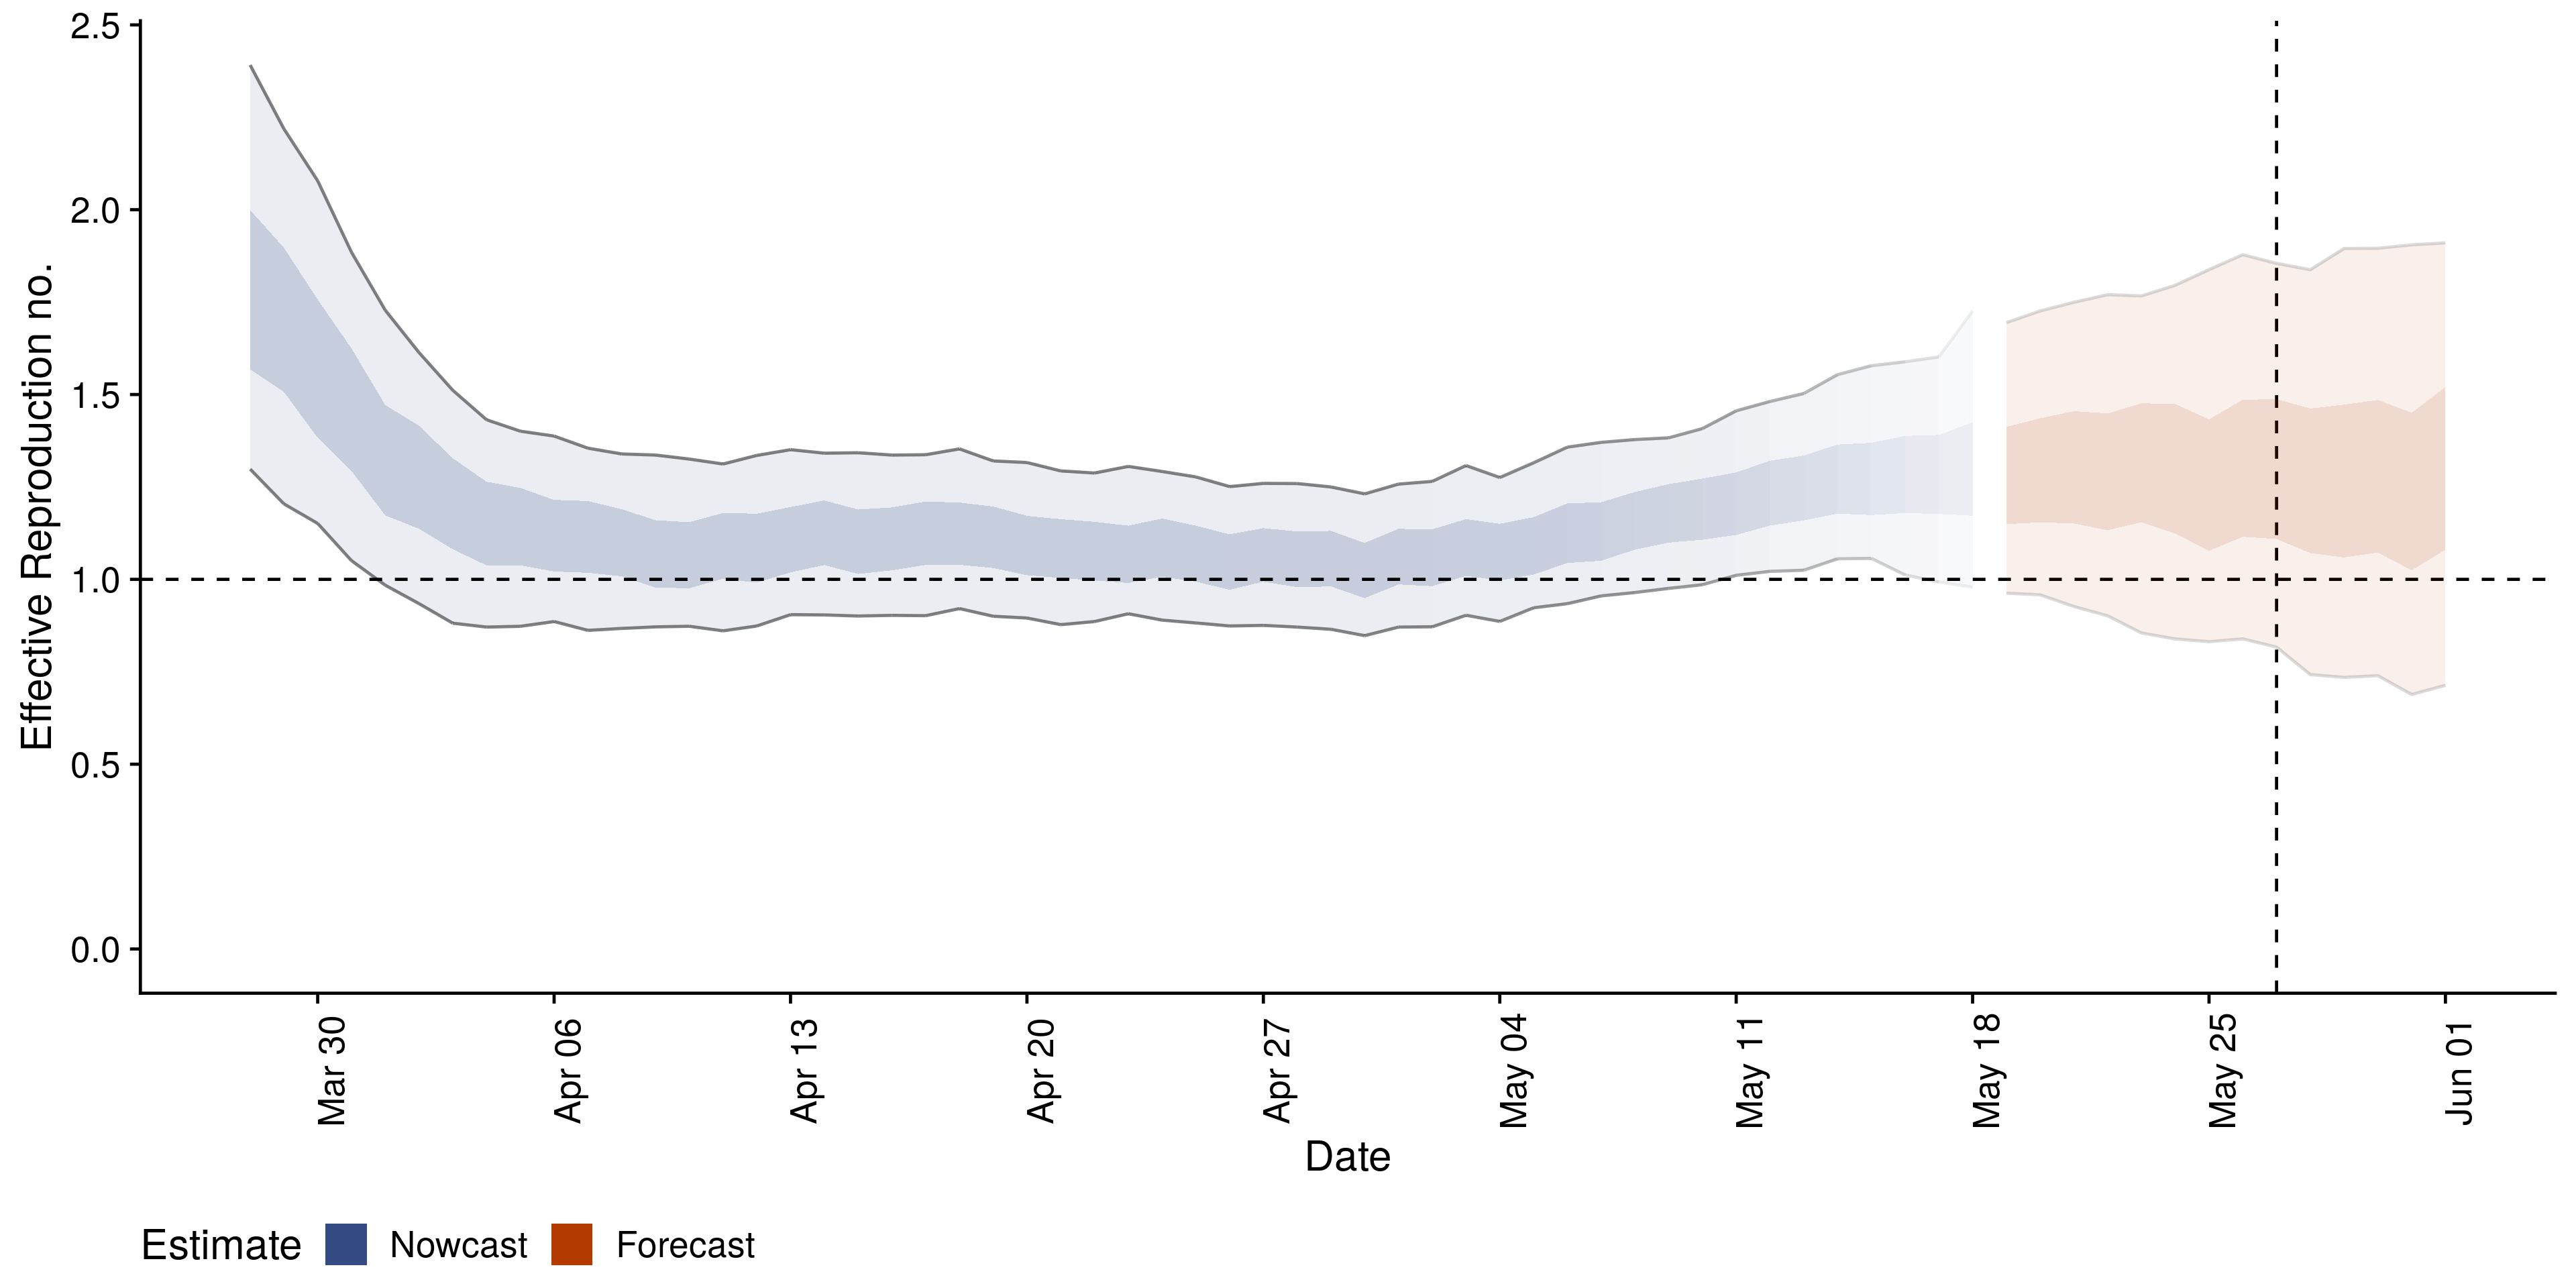 Effective Reproduction no.
2.5
2.0
1.5
1.0
0.5
0.0
Mar 30
Apr 06
Apr 13
Apr 20
Apr 27
May 04
May 11
May 18
May 25
Jun 01
Date
Estimate Nowcast Forecast